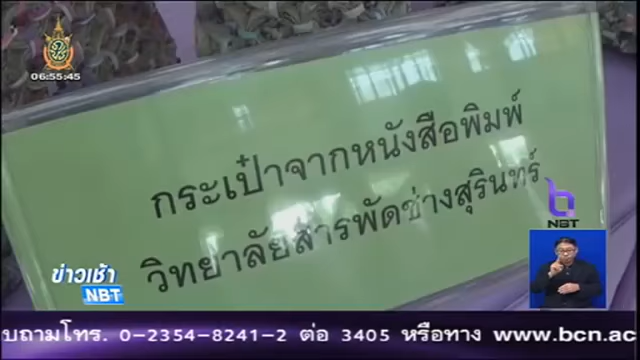 06:55:45
กระเป๋าจากหนังสือพิมพ์
วิทยาลัยสารพัดช่างสุรินทร์
NBT
ข่าวเช้า
NBT
บถามโทร. 0-2354-8241-2 ต่อ 3405 หรือทาง www.bcn.ac